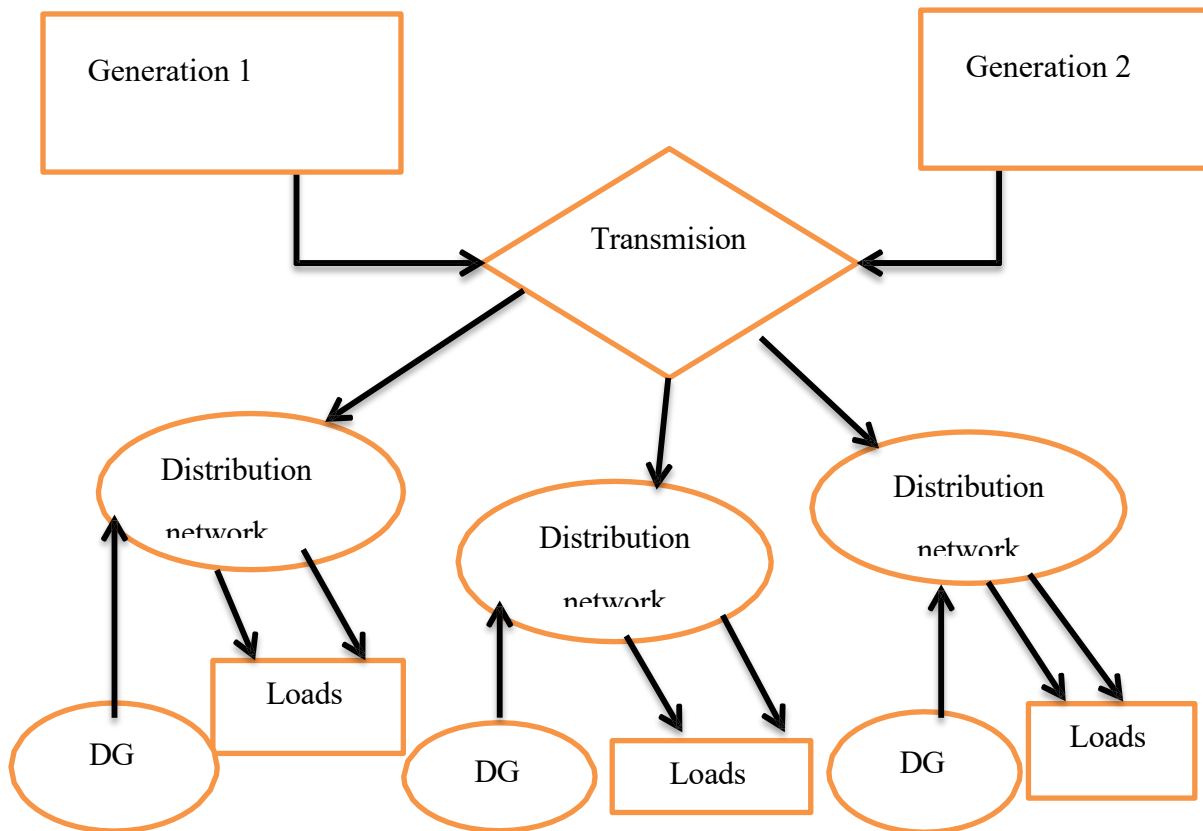 Generation 1
Generation 2
Transmision
Distribution
network
Distribution
network
Distribution
network
Loads
DG
DG
Loads
DG
Loads